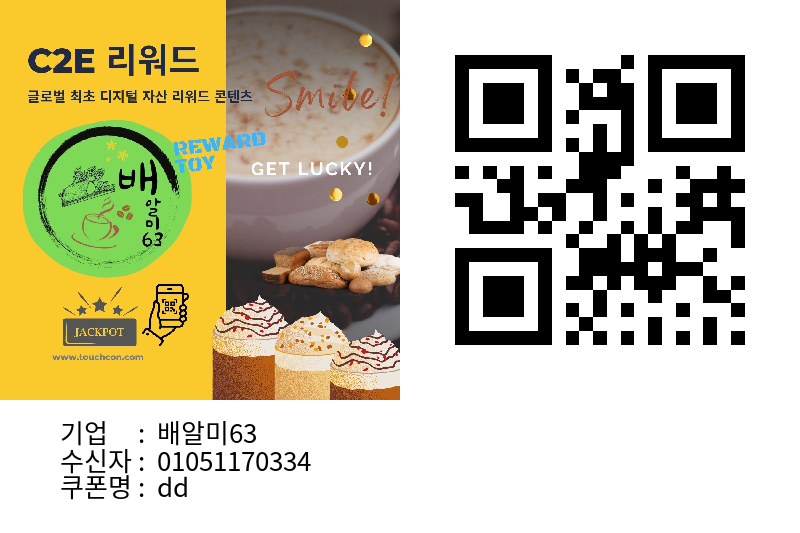 C2E 리워드
글로벌 최초 디지털 자산 리워드 콘텐츠
Smile!
REWARD
TOY
GET LUCKY!
배
알
미
63
JACKPOT
www.touchcon.com
기업 : 배알미63
수신자 : 01051170334
쿠폰명 : dd